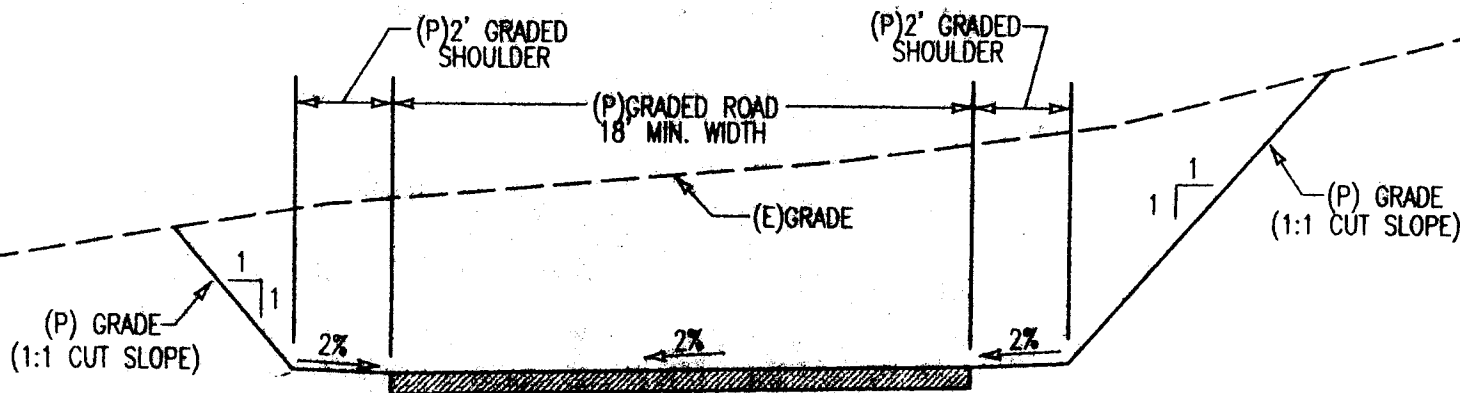 (P)2' GRADED
SHOULDER
(P)2' GRADED
SHOULDER
(P)GRADED ROAD
18' MIN. WIDTH
(E)GRADE
1
1
(P) GRADE
(1:1 CUT SLOPE)
1
1
(P) GRADE
(1:1 CUT SLOPE)
2%
2%
2%